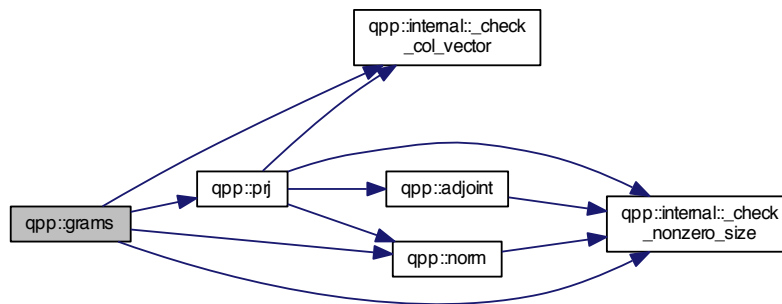 qpp::internal::_check
_col_vector
qpp::prj
qpp::adjoint
qpp::grams
qpp::internal::_check
_nonzero_size
qpp::norm